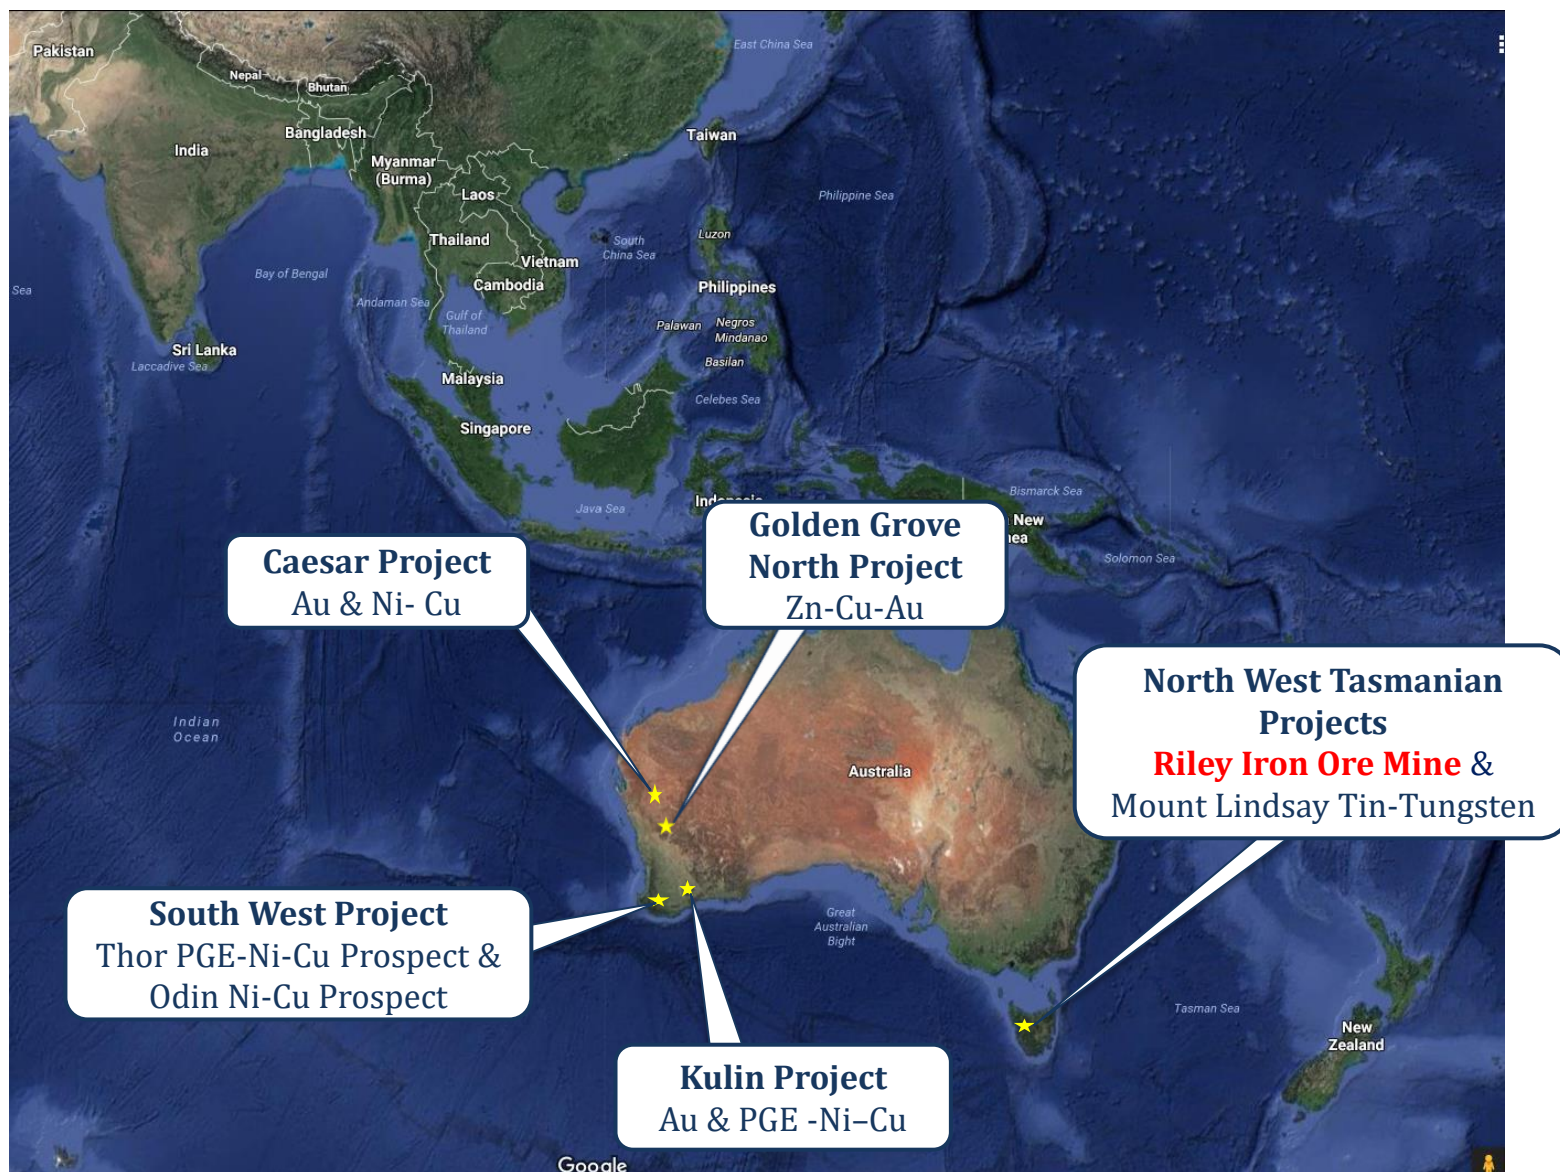 Pakistan
East China Sea
Nepal
Bhutan
Bangladesh
Taiwan
India
Myanmar
(Burma)
Laos
Philippine Sea
Thailand
Luzon
South
China Sea
Vietnam
Bay of Bengal
Cambodia
Sea
Andaman Sea
Philippines
Gulf of
Thailand
Palawan
Negros
Mindanao
Sri Lanka
Laccadive Sea
Basilan
Malaysia
Celebes Sea
Singapore
Bismarck Sea
Java Sea
New
Solomon Sea
Golden Grove
North Project
Zn-Cu-Au
Caesar Project
Au & Ni- Cu
North West Tasmanian
Projects
Riley Iron Ore Mine &
Mount Lindsay Tin-Tungsten
Indian
Ocean
Australia
South West Project
Thor PGE-Ni-Cu Prospect &
Odin Ni-Cu Prospect
Great
Australian
Bight
Tasman Sea
New
Zealand
Kulin Project
Au & PGE -Ni–Cu
Google